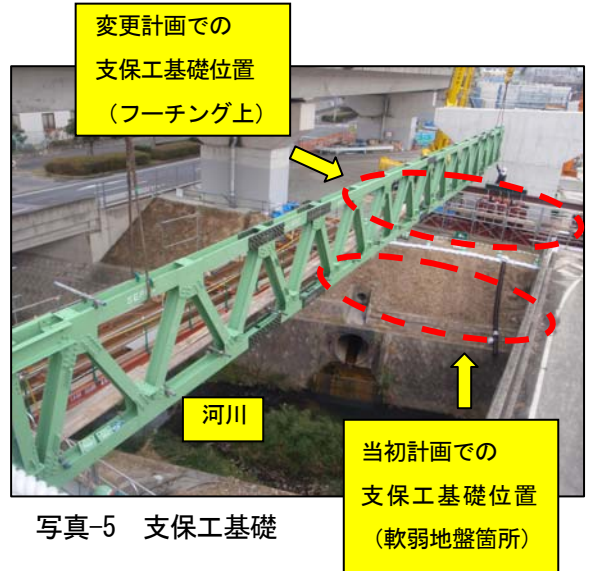 変更計画での
支保工基礎位置
（フーチング上）
河川
当初計画での
支保工基礎位置
（軟弱地盤箇所）
写真-5　支保工基礎